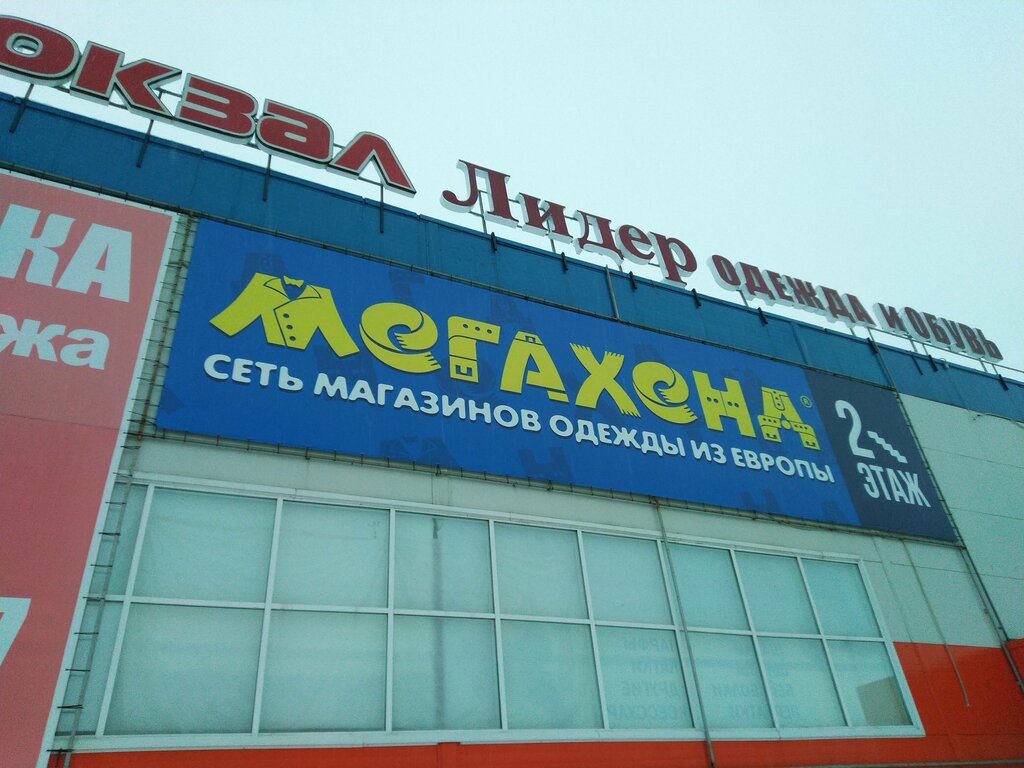 окзал
Лидер
ОДЕЖДА И ОБУВЬ
КА
жа
МЕГАХЕНД
СЕТЬ МАГАЗИНОВ ОДЕЖДЫ ИЗ ЕВРОПЫ
2
ЭТАЖ